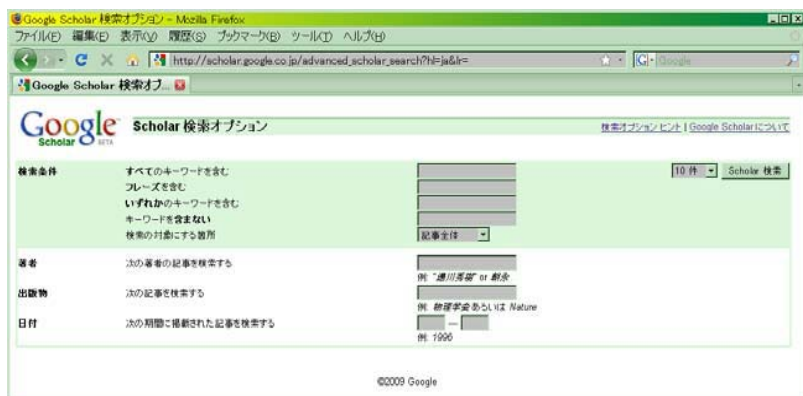 Google Scholar 検索オプション - Mozilla Firefox
ファイル(F) 編集(E) 表示(V) 履歴(S) ブックマーク(B) ツール(T) ヘルプ(H)
http://scholar.google.co.jp/advanced_scholar_search?hl=ja&lr=
Google
Google Scholar 検索オプ...
Google Scholar BETA
Scholar 検索オプション
検索オプション ヒント | Google Scholarについて
検索条件 すべてのキーワードを含む 10 件 Scholar 検索
フレーズを含む
いずれかのキーワードを含む
キーワードを含まない
検索の対象にする箇所 記事全体
著者 次の著者の記事を検索する
例: "湯川秀樹" or
出版物 次の記事を検索する
例: 物理学会 あるいは Nature
日付 次の期間に掲載された記事を検索する —
例: 1996
©2009 Google